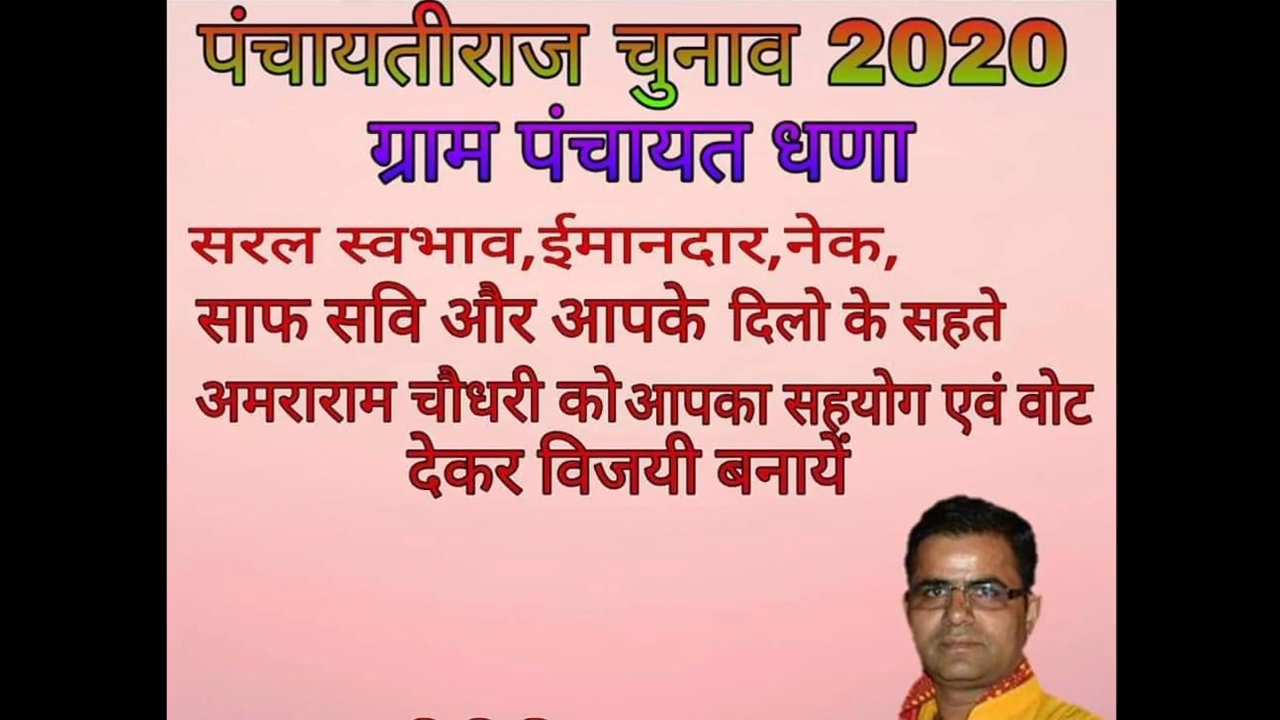 पंचायतीराज चुनाव 2020
ग्राम पंचायत धणा
सरल स्वभाव,ईमानदार,नेक,
साफ सवि और आपके दिलो के सहते
अमराराम चौधरी को आपका सहयोग एवं वोट
देकर विजयी बनायें